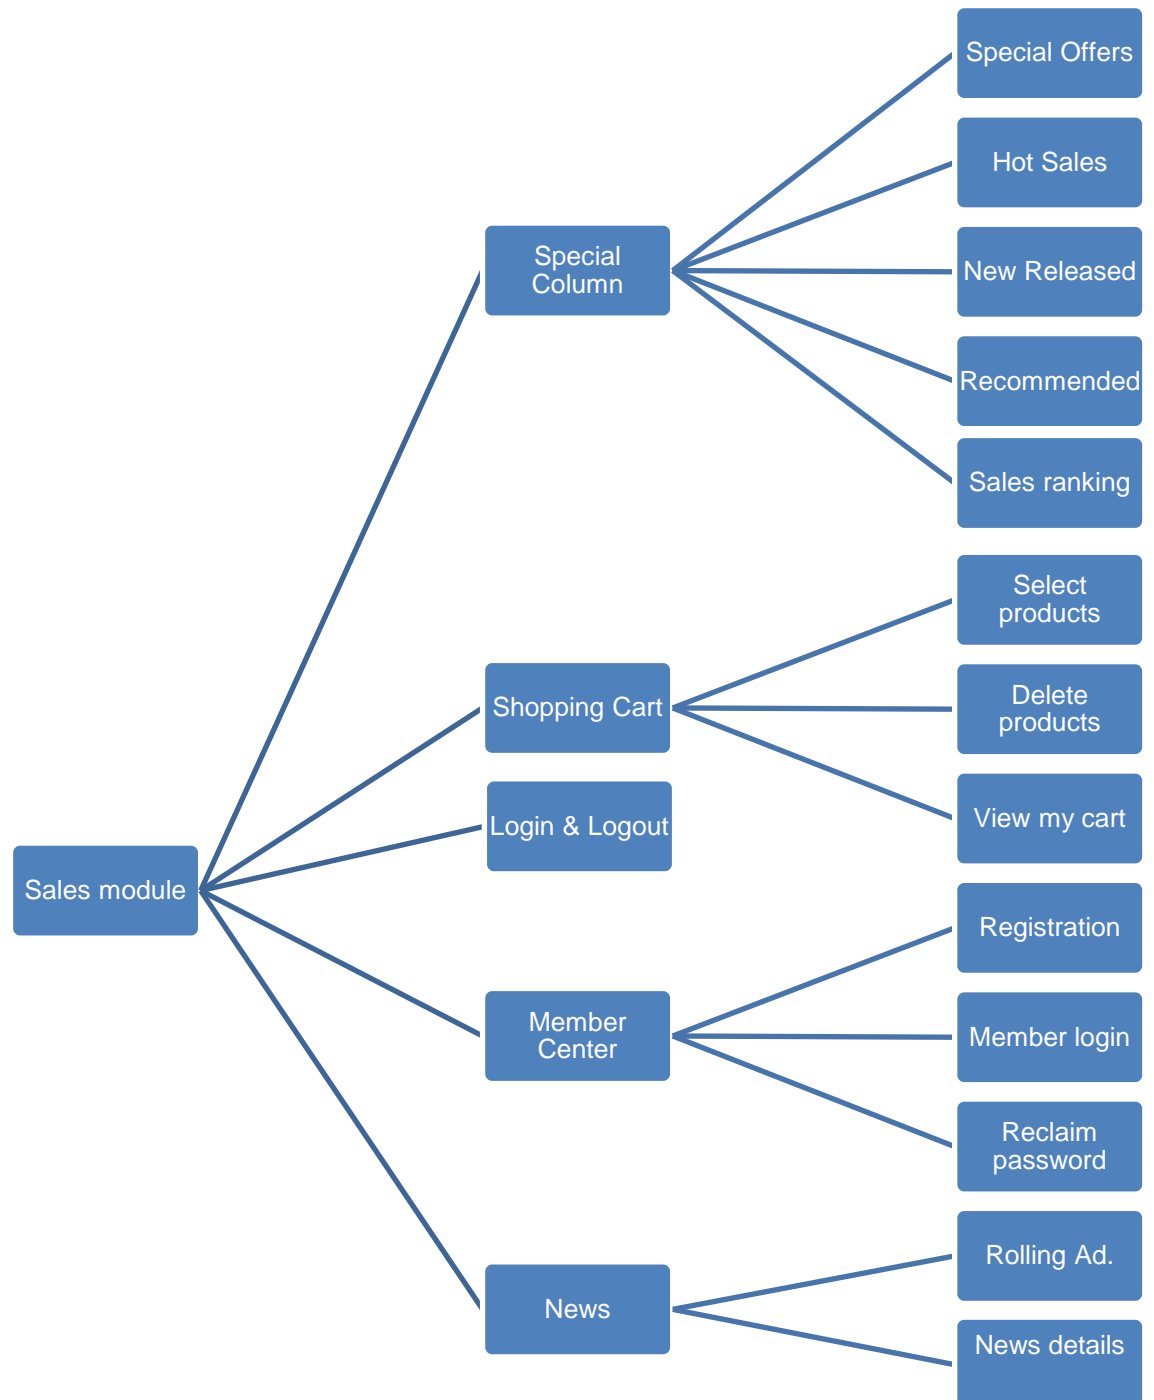 Special Offers
Hot Sales
Special
Column
New Released
Recommended
Sales ranking
Select
products
Shopping Cart
Delete
products
Login & Logout
View my cart
Sales module
Registration
Member
Center
Member login
Reclaim
password
Rolling Ad.
News
News details